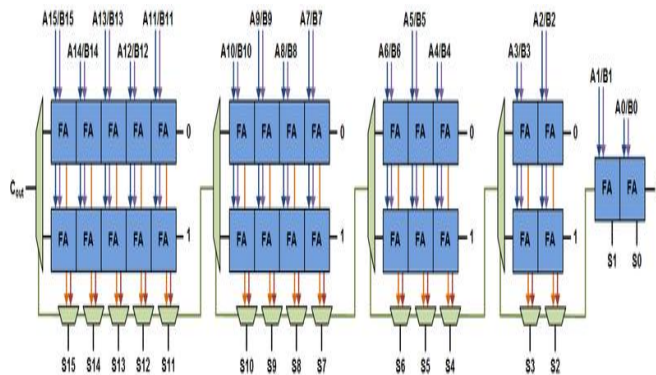 A15/B15 A13/B13 A11/B11
A14/B14 A12/B12
A9/B9 A7/B7
A10/B10 A8/B8
A5/B5
A6/B6 A4/B4
A2/B2
A3/B3
A1/B1
A0/B0
FA FA FA FA FA 0
FA FA FA FA 0
FA FA FA 0
FA FA 0
Cout
FA FA
FA FA FA FA FA 1
FA FA FA FA 1
FA FA FA 1
FA FA 1
S1 S0
S15 S14 S13 S12 S11
S10 S9 S8 S7
S6 S5 S4
S3 S2